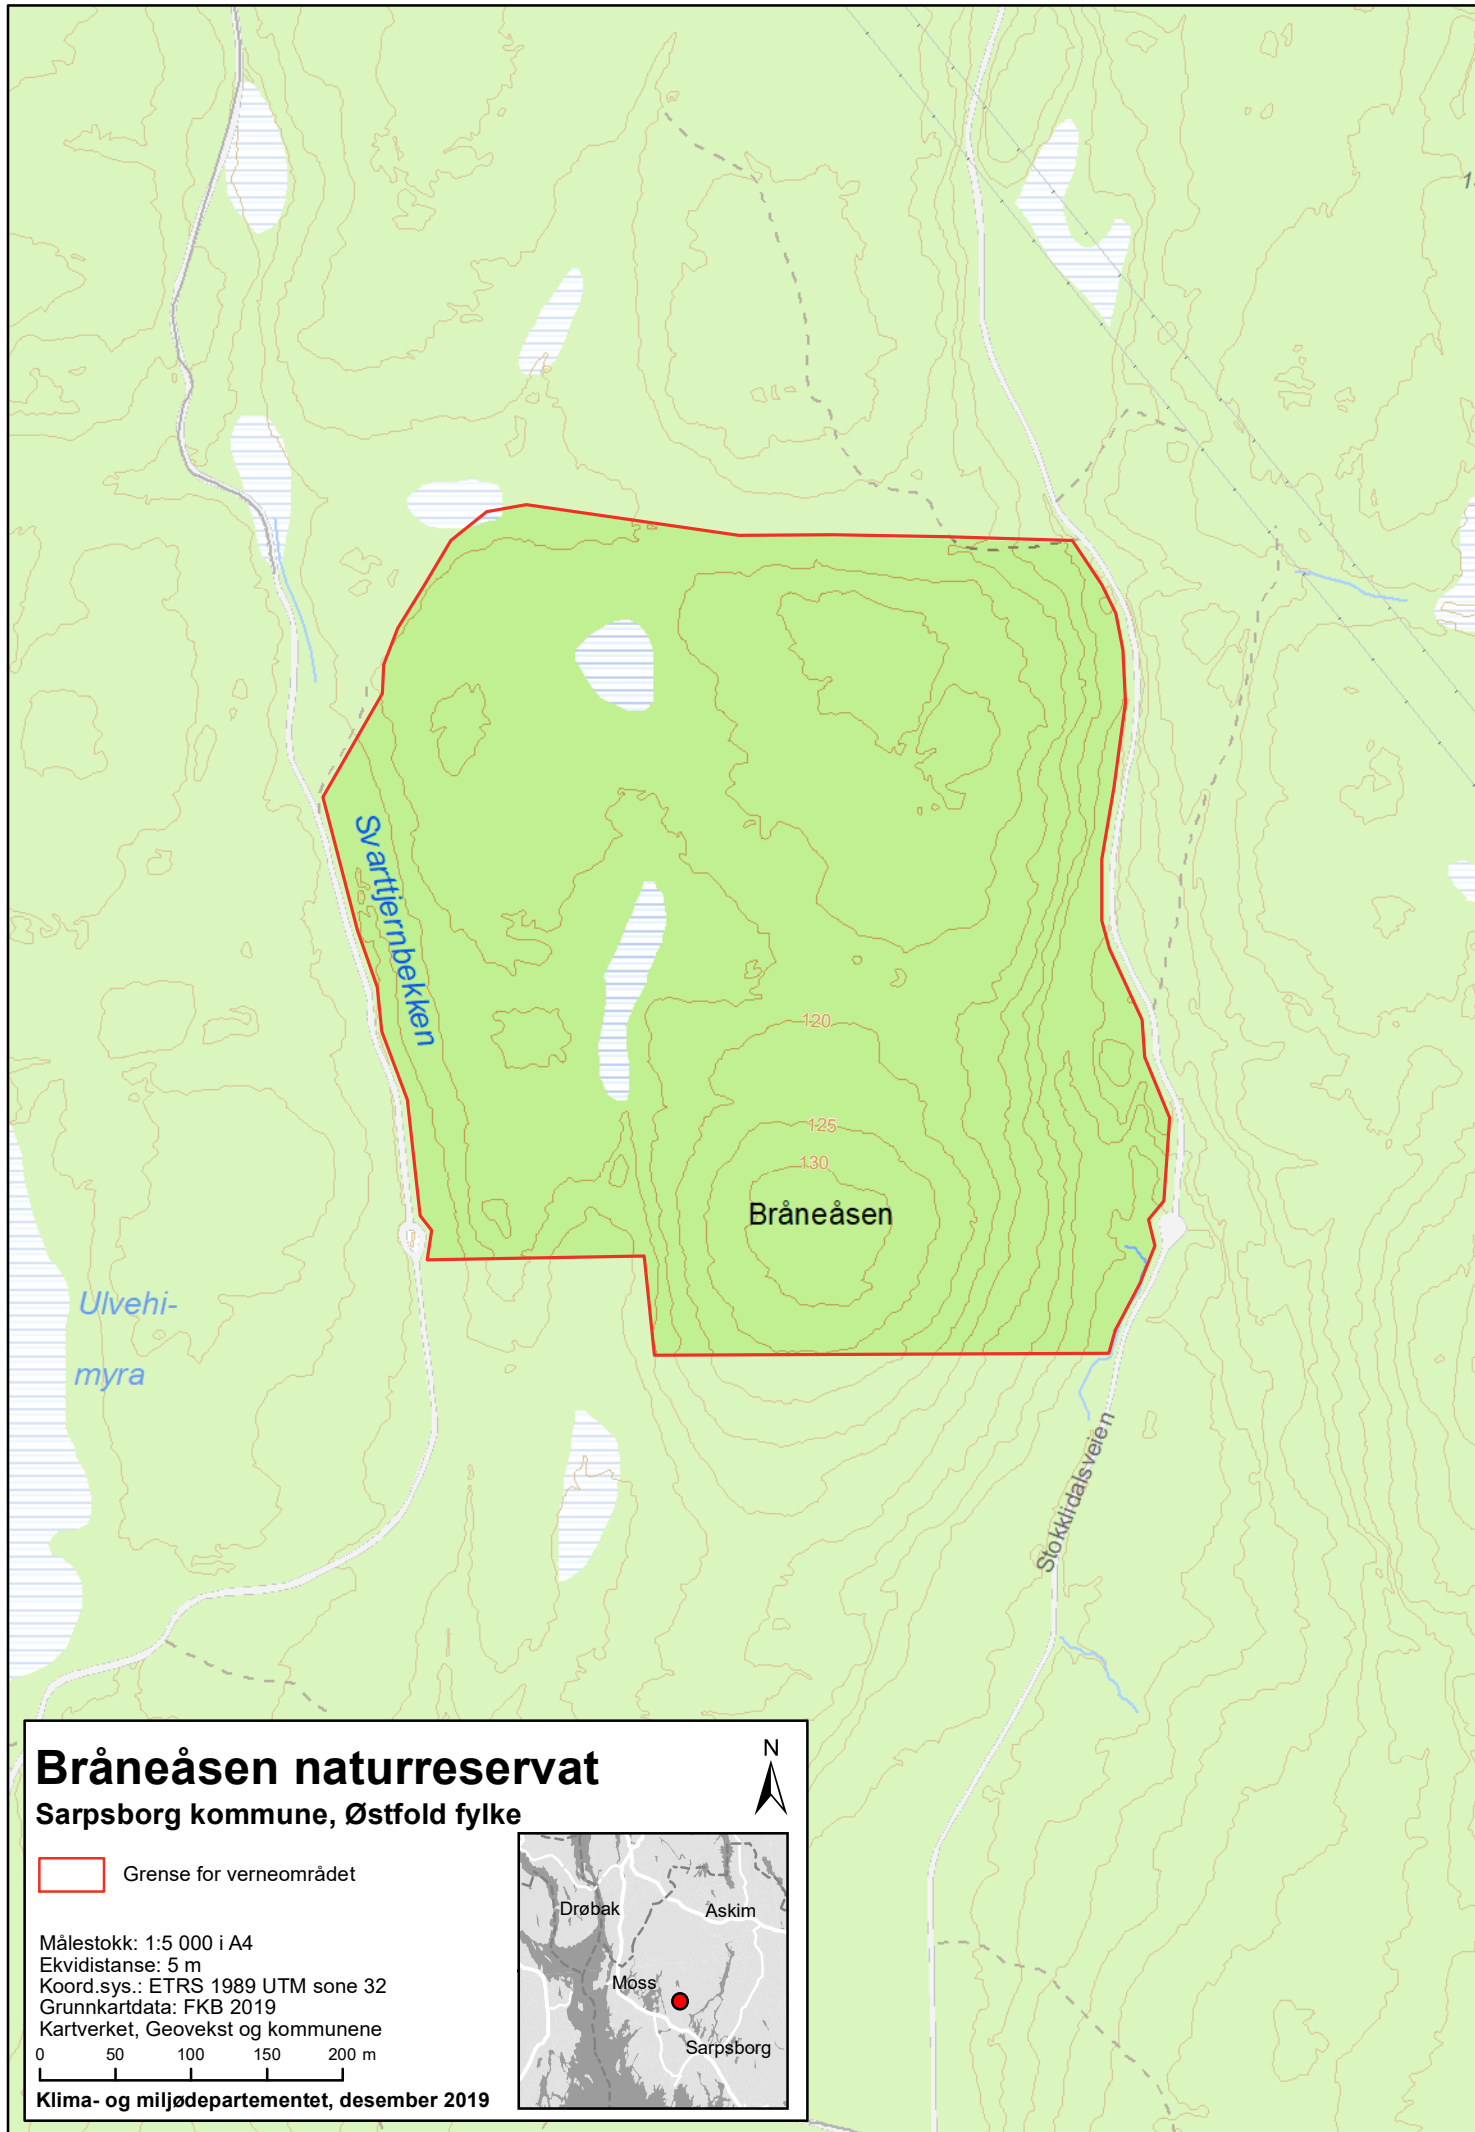 Svarttjernbekken
120
125
130
Bråneåsen
Ulvehi-
myra
Stokklidalsveien
Bråneåsen naturreservat
Sarpsborg kommune, Østfold fylke
N
Grense for verneområdet
Målestokk: 1:5 000 i A4
Ekvidistanse: 5 m
Koord.sys.: ETRS 1989 UTM sone 32
Grunnkartdata: FKB 2019
Kartverket, Geovekst og kommunene
0 50 100 150 200 m
Klima- og miljødepartementet, desember 2019
Drøbak
Askim
Moss
Sarpsborg